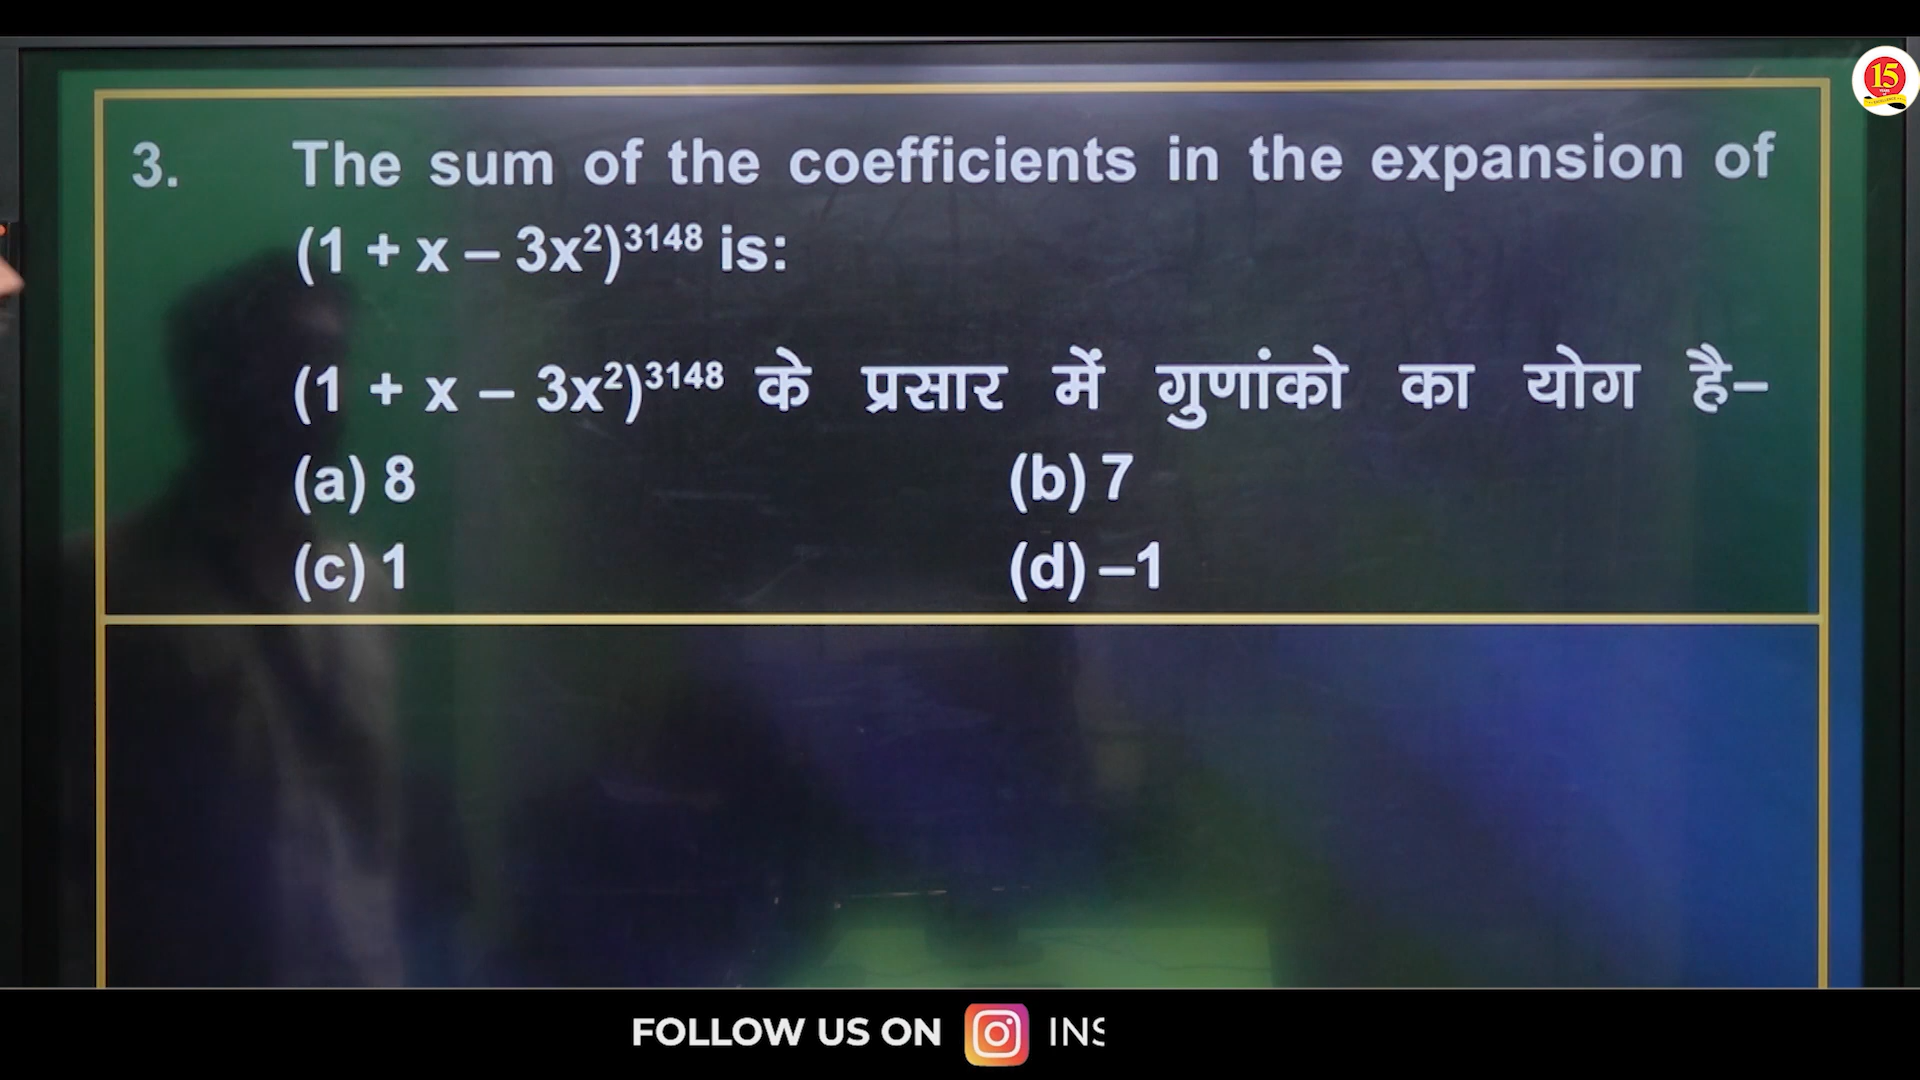 15
3. The sum of the coefficients in the expansion of
(1 + x – 3x²)³¹⁴⁸ is:
(1 + x – 3x²)³¹⁴⁸ के प्रसार में गुणांको का योग है–
(a) 8 (b) 7
(c) 1 (d) –1
FOLLOW US ON INS